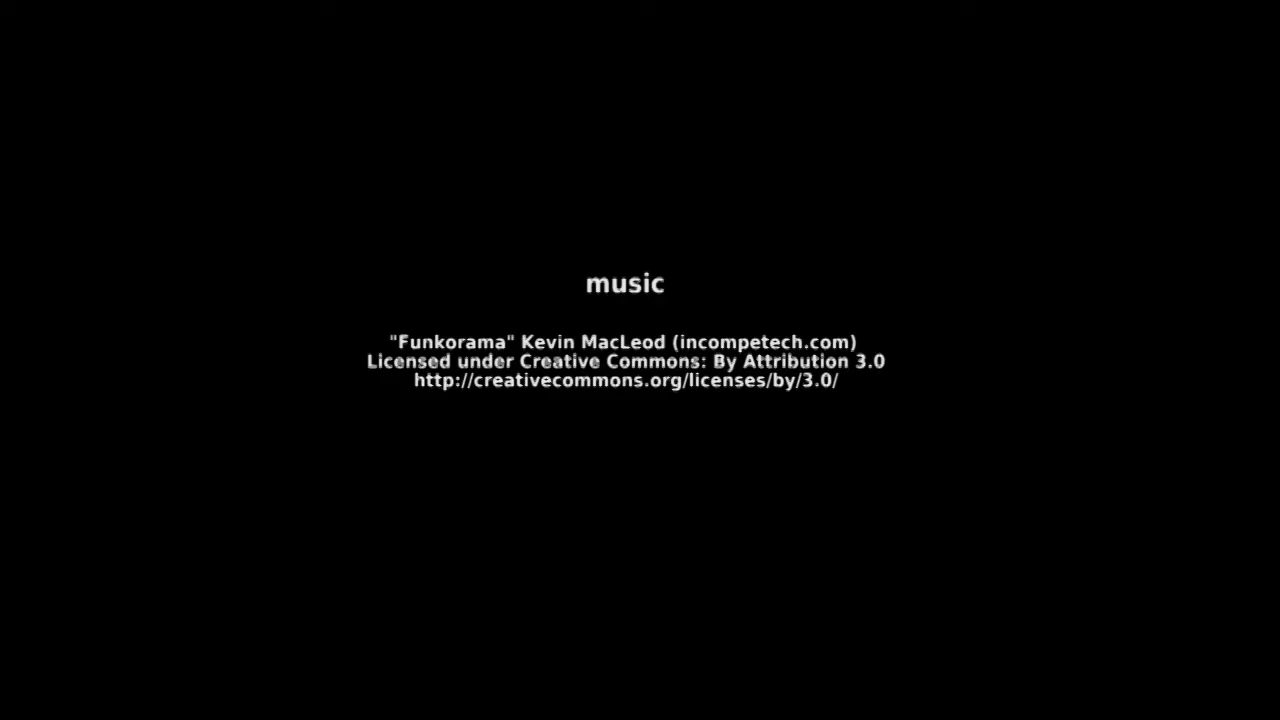 music
"Funkorama" Kevin MacLeod (incompetech.com)
Licensed under Creative Commons: By Attribution 3.0
http://creativecommons.org/licenses/by/3.0/